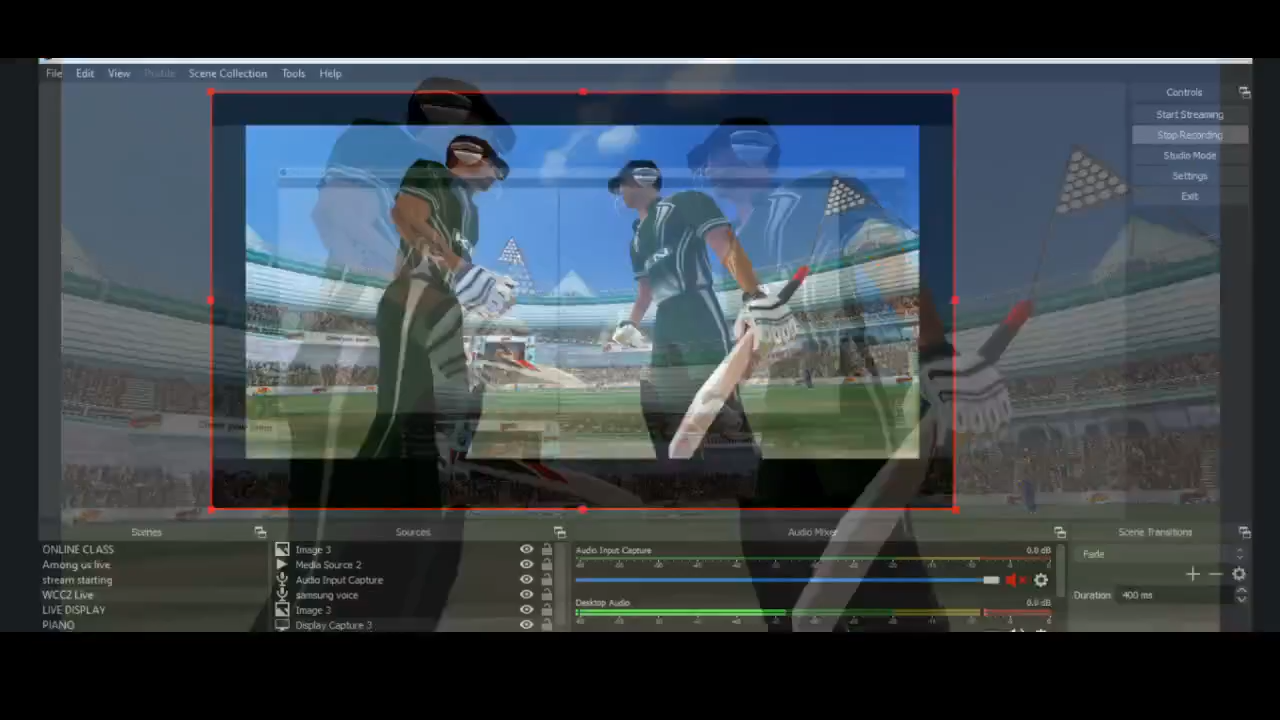 File Edit View Profile Scene Collection Tools Help
Controls
Start Streaming
Stop Recording
Studio Mode
Settings
Exit
Scenes
ONLINE CLASS
Among us live
stream starting
WCC2 Live
LIVE DISPLAY
PIANO
Sources
Image 3
Media Source 2
Audio Input Capture
samsung voice
Image 3
Display Capture 3
Audio Mixer
Audio Input Capture 0.0 dB
Desktop Audio 0.0 dB
Scene Transitions
Fade
Duration 400 ms